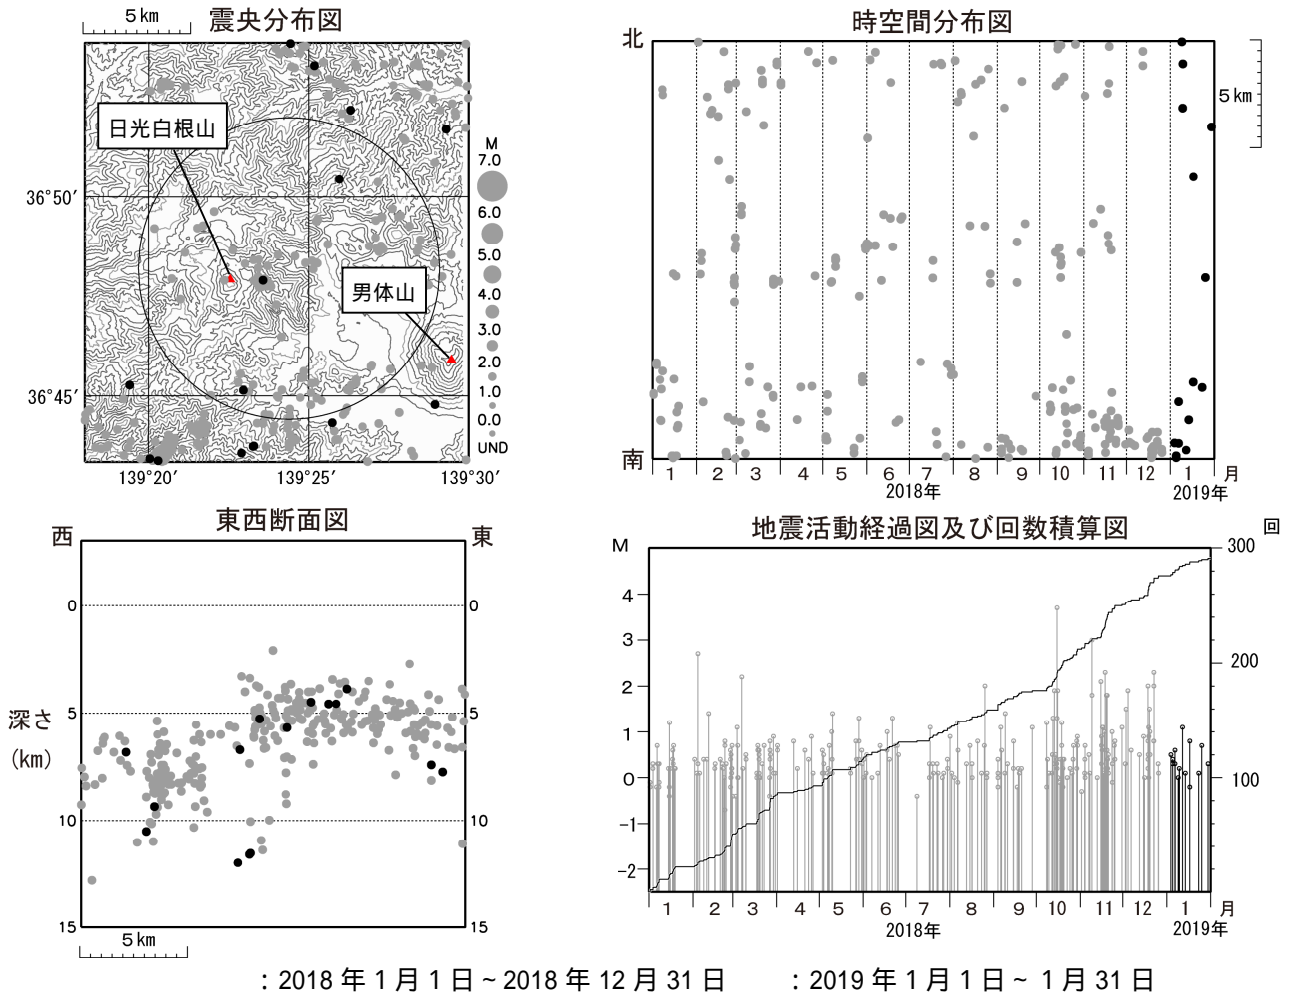 震央分布図
5 km
日光白根山
男体山
36°50′
36°45′
139°20′
139°25′
139°30′
M
7.0
6.0
5.0
4.0
3.0
2.0
1.0
0.0
UND
時空間分布図
北
南
5 km
1 2 3 4 5 6 7 8 9 10 11 12 1 月
2018年 2019年
東西断面図
西 東
0 0
5 5
10 10
15 15
深さ
(km)
5 km
地震活動経過図及び回数積算図
M 回
4
3
2
1
0
-1
-2
300
200
100
1 2 3 4 5 6 7 8 9 10 11 12 1 月
2018年 2019年
：2018 年 1 月 1 日 ~ 2018 年 12 月 31 日 ：2019 年 1 月 1 日 ~ 1 月 31 日